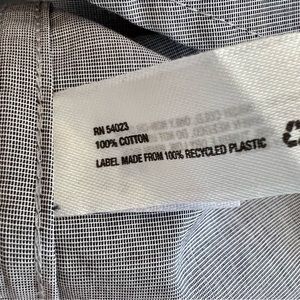 RN 54023
100% COTTON
LABEL MADE FROM 100% RECYCLED PLASTIC